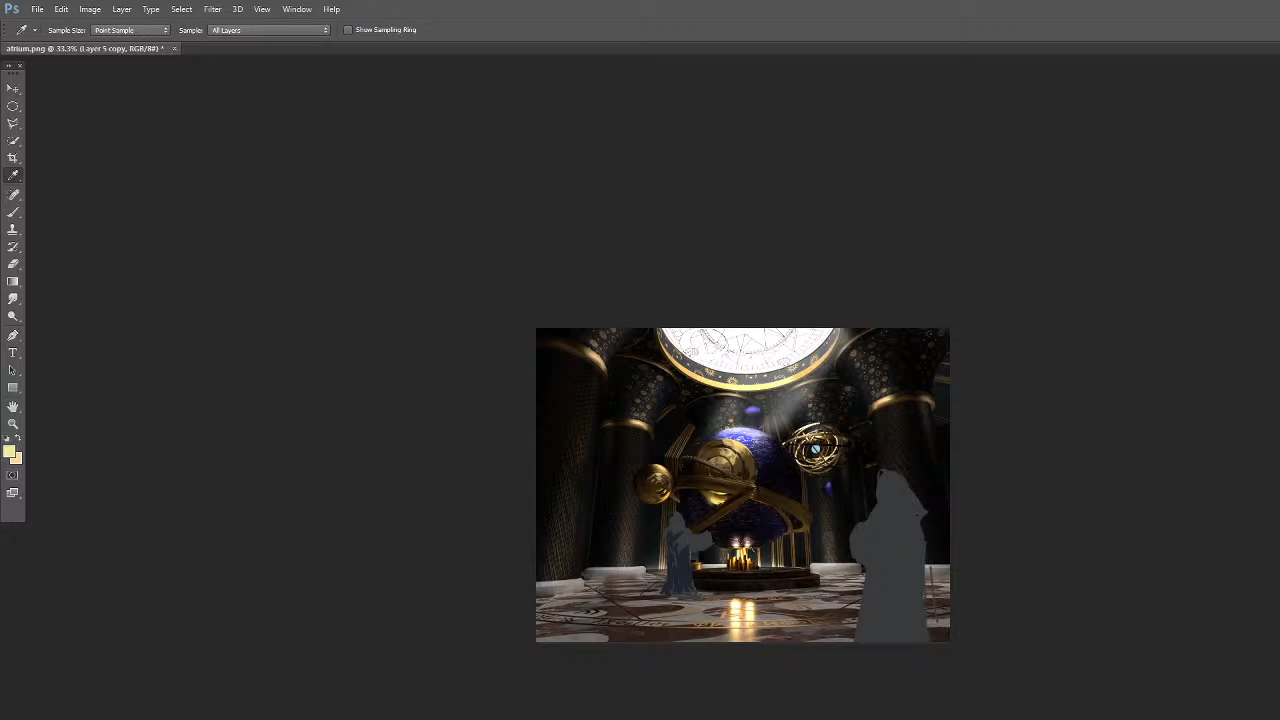 Ps File Edit Image Layer Type Select Filter 3D View Window Help
Sample Size: Point Sample Sample: All Layers Show Sampling Ring
atrium.png @ 33.3% (Layer 5 copy, RGB/8#) * ×
T